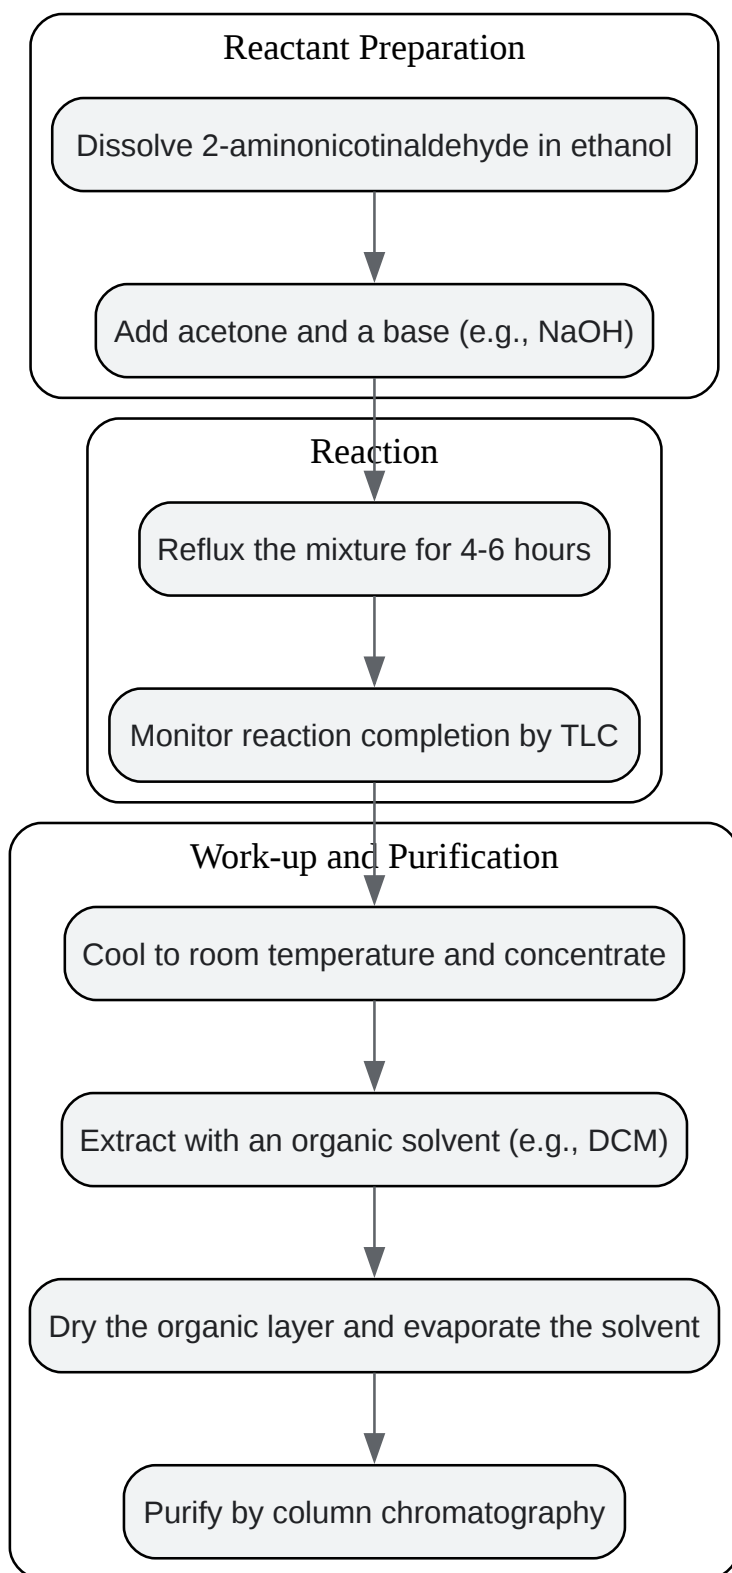 Reactant Preparation
Dissolve 2-aminonicotinaldehyde in ethanol
Add acetone and a base (e.g., NaOH)
Reaction
Reflux the mixture for 4-6 hours
Monitor reaction completion by TLC
Work-up and Purification
Cool to room temperature and concentrate
Extract with an organic solvent (e.g., DCM)
Dry the organic layer and evaporate the solvent
Purify by column chromatography